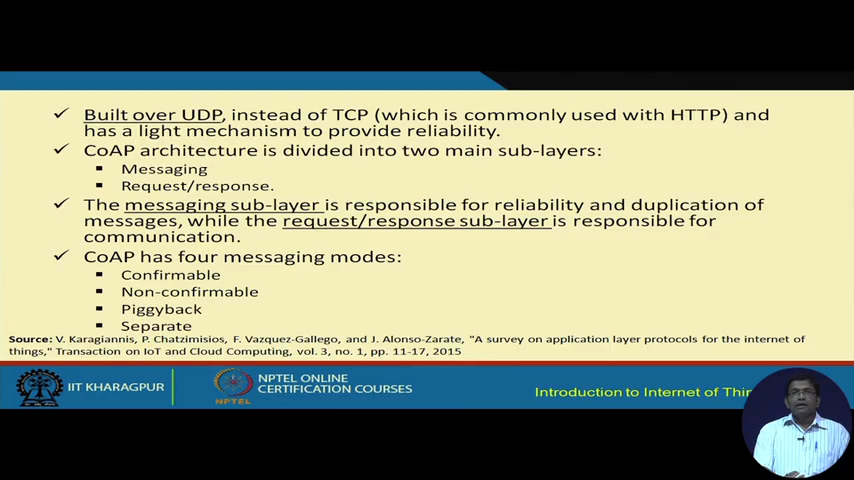 ✓ Built over UDP, instead of TCP (which is commonly used with HTTP) and
has a light mechanism to provide reliability.
✓ CoAP architecture is divided into two main sub-layers:
▪ Messaging
▪ Request/response.
✓ The messaging sub-layer is responsible for reliability and duplication of
messages, while the request/response sub-layer is responsible for
communication.
✓ CoAP has four messaging modes:
▪ Confirmable
▪ Non-confirmable
▪ Piggyback
▪ Separate
Source: V. Karagiannis, P. Chatzimisios, F. Vazquez-Gallego, and J. Alonso-Zarate, "A survey on application layer protocols for the internet of
things," Transaction on IoT and Cloud Computing, vol. 3, no. 1, pp. 11-17, 2015
IIT KHARAGPUR
NPTEL
NPTEL ONLINE
CERTIFICATION COURSES
Introduction to Internet of Thin